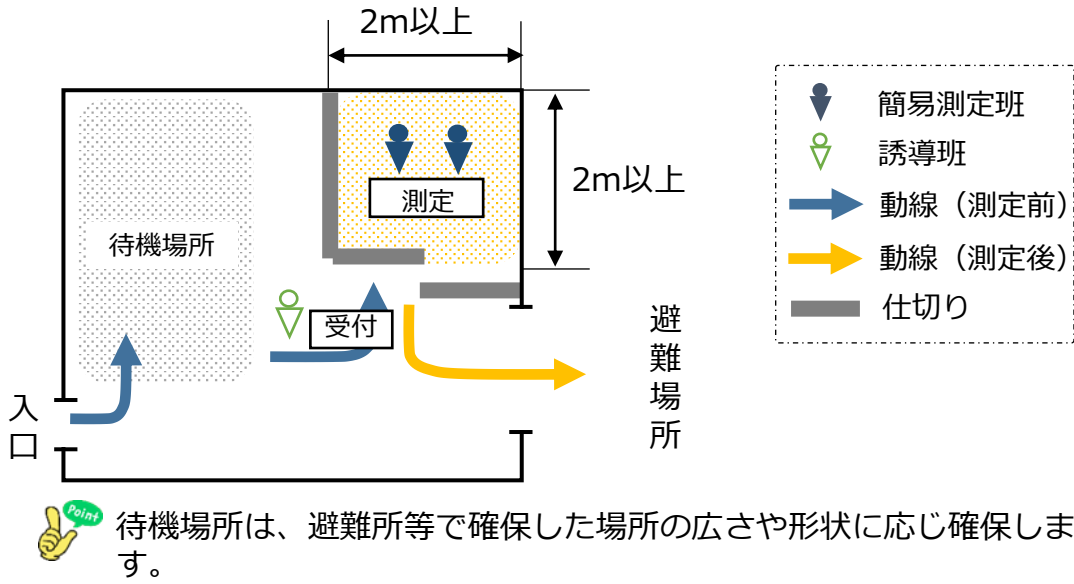 2m以上
2m以上
測定
待機場所
受付
入口
避難場所
簡易測定班
誘導班
動線（測定前）
動線（測定後）
仕切り
Point
待機場所は、避難所等で確保した場所の広さや形状に応じ確保しま
す。